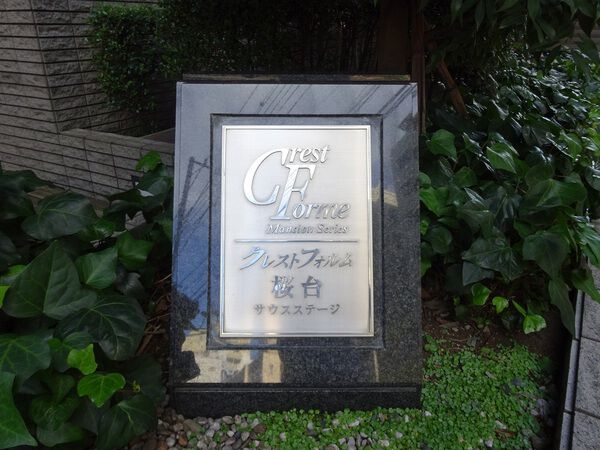 Crest
Forme
Mansion Series
クレストフォルム
桜台
サウスステージ